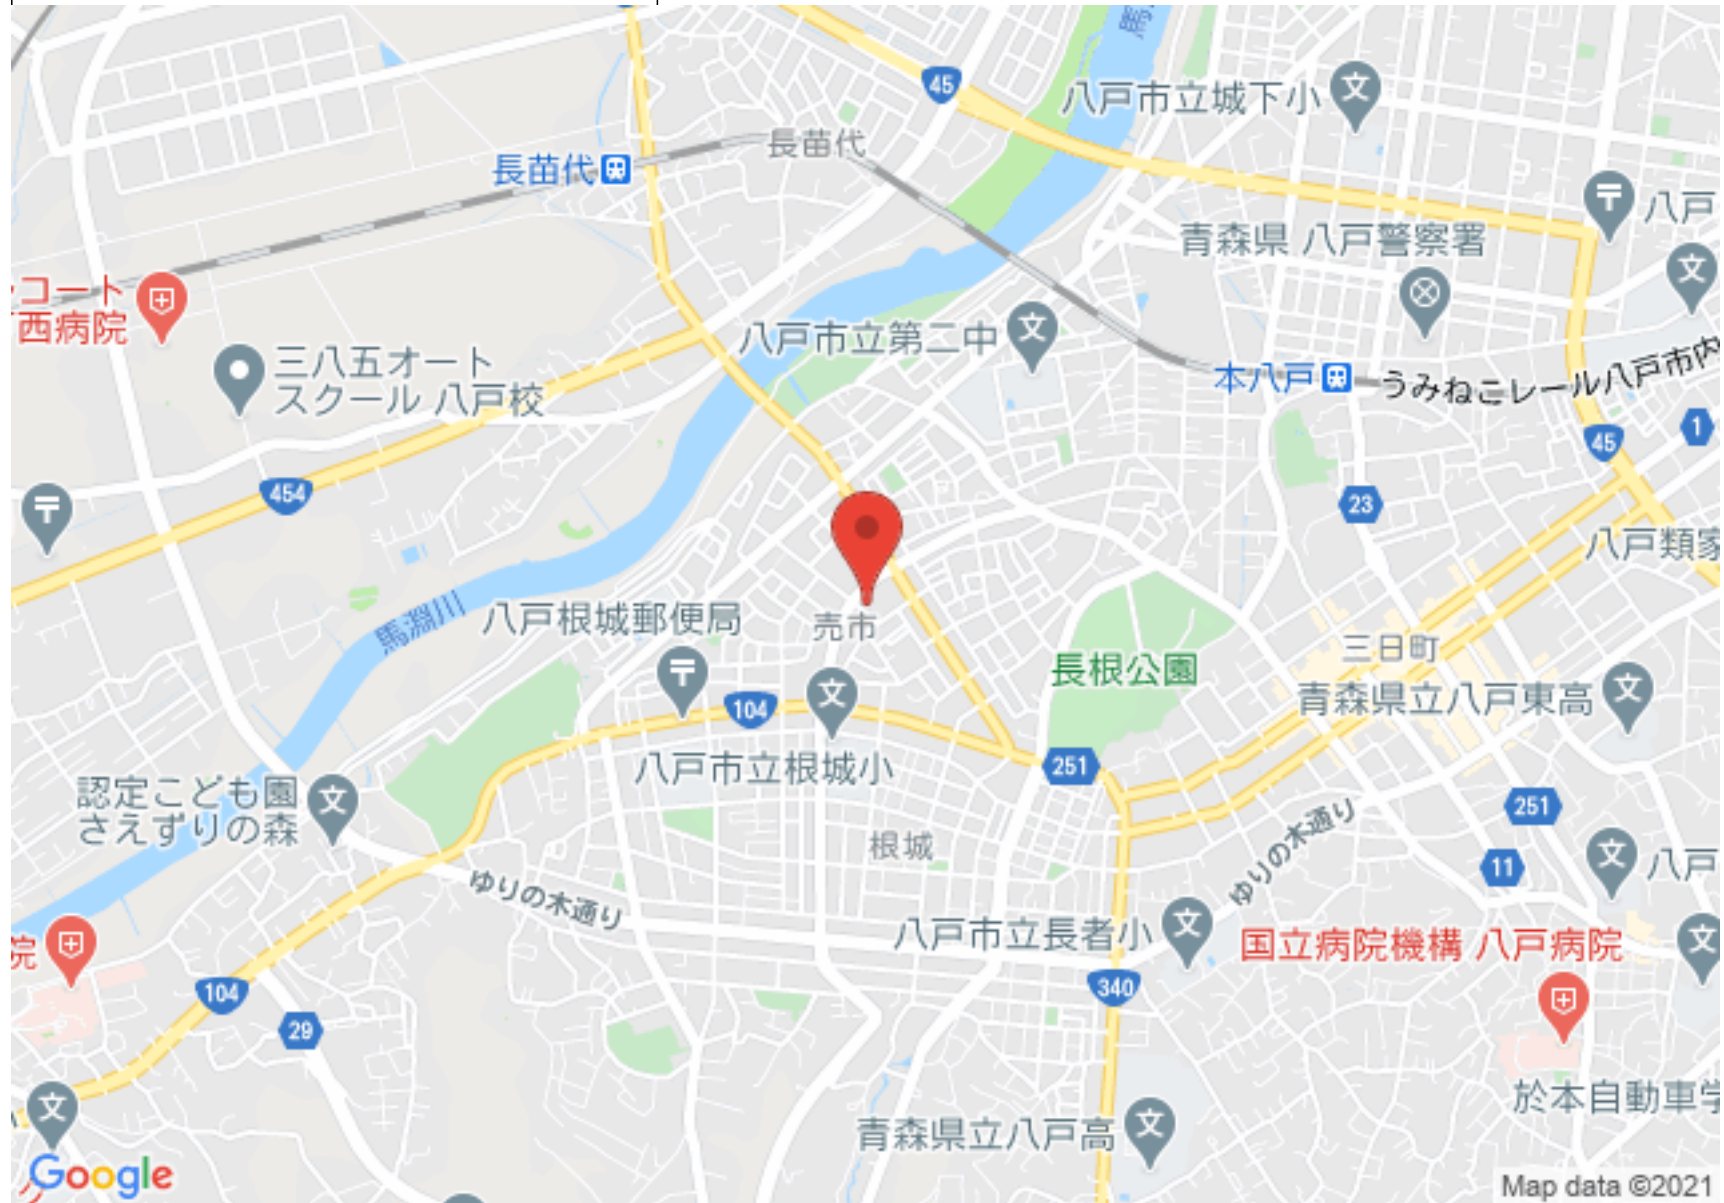 馬
45
八戸市立城下小
長苗代
長苗代
八戸
青森県 八戸警察署
コート
西病院
八戸市立第二中
三八五オート
スクール 八戸校
本八戸
うみねこレール八戸市内
45
1
454
23
八戸類家
馬淵川
八戸根城郵便局
売市
三日町
長根公園
青森県立八戸東高
104
八戸市立根城小
251
認定こども園
さえずりの森
251
ゆりの木通り
根城
11
八戸
ゆりの木通り
八戸市立長者小
国立病院機構 八戸病院
院
104
340
29
於本自動車学
青森県立八戸高
Google
Map data ©2021